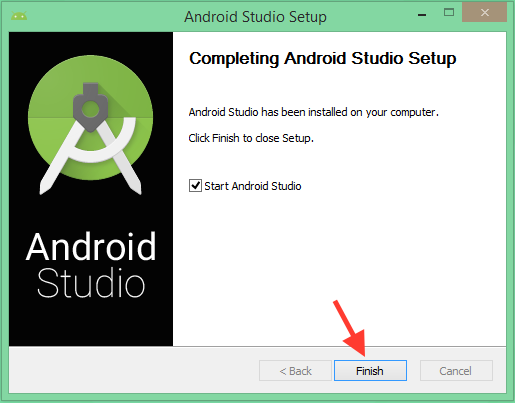 Android Studio Setup
Completing Android Studio Setup
Android Studio has been installed on your computer.
Click Finish to close Setup.
Start Android Studio
Android
Studio
< Back
Finish
Cancel